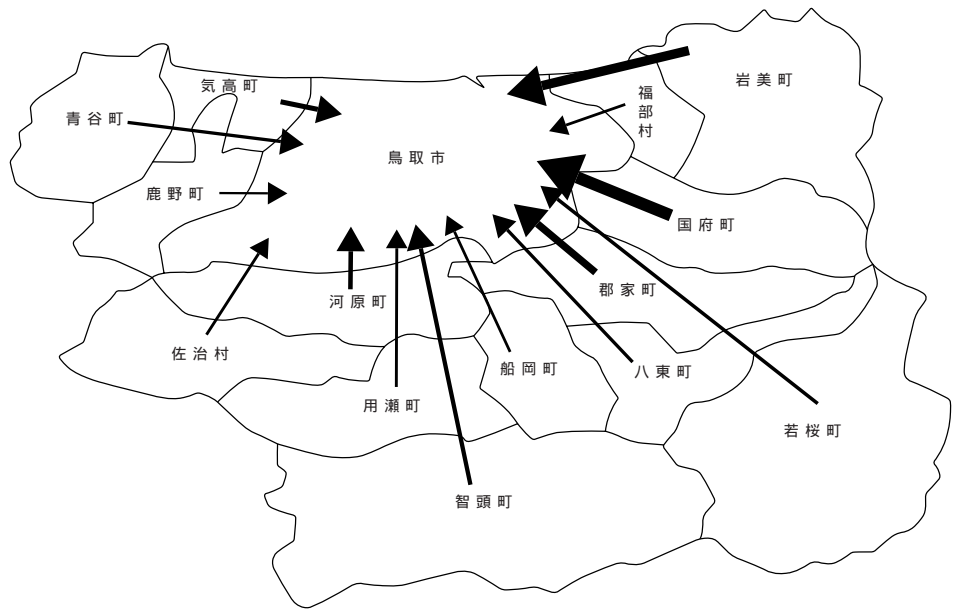 岩美町
気高町
福部村
青谷町
鳥取市
鹿野町
国府町
郡家町
河原町
佐治村
船岡町
八東町
用瀬町
若桜町
智頭町